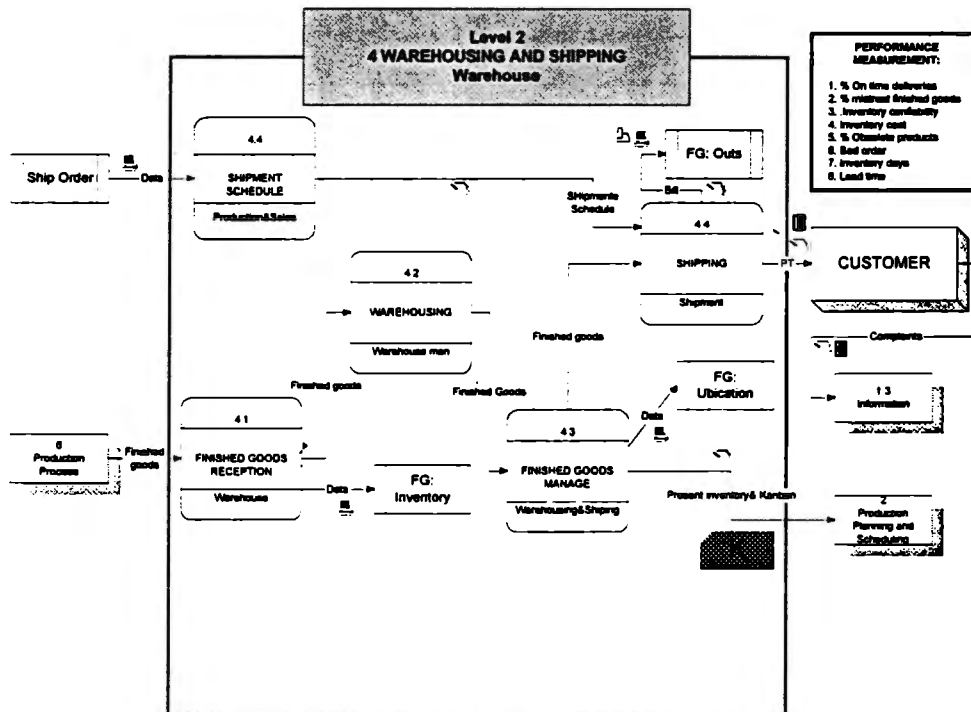 Level 2
4 WAREHOUSING AND SHIPPING
Warehouse
PERFORMANCE
MEASUREMENT:
1. % On time deliveries
2. % mistreat finished goods
3. .Inventory
4. Inventory cost
5. % Obsolete products
6. Bad order
7. Inventory days
8. Lead time
Ship Order
Data
4.4
SHIPMENT
SCHEDULE
Production&Sales
FG: Outs
Bill
SHipments
Schedule
4.4
SHIPPING
Shipment
PT
CUSTOMER
Complaints
4.2
WAREHOUSING
Warehouse man
Finished goods
Finished goods
Finished Goods
FG:
Ubication
Data
1.3
Information
6
Production
Process
Finished
goods
4.1
FINISHED GOODS
RECEPTION
Warehouse
Data
FG:
Inventory
4.3
FINISHED GOODS
MANAGE
Warehousing&Shiping
Present inventory& Kanban
2
Production
Planning and
Scheduling